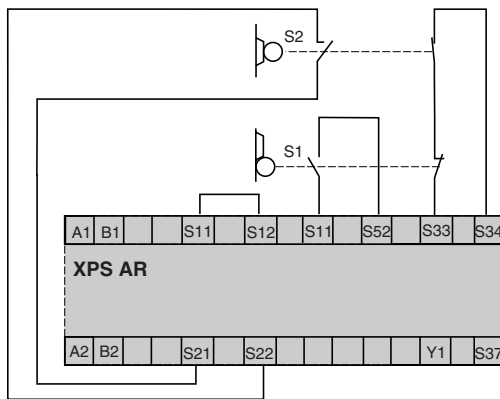 S2
S1
A1 B1 S11 S12 S11 S52 S33 S34
XPS AR
A2 B2 S21 S22 Y1 S37